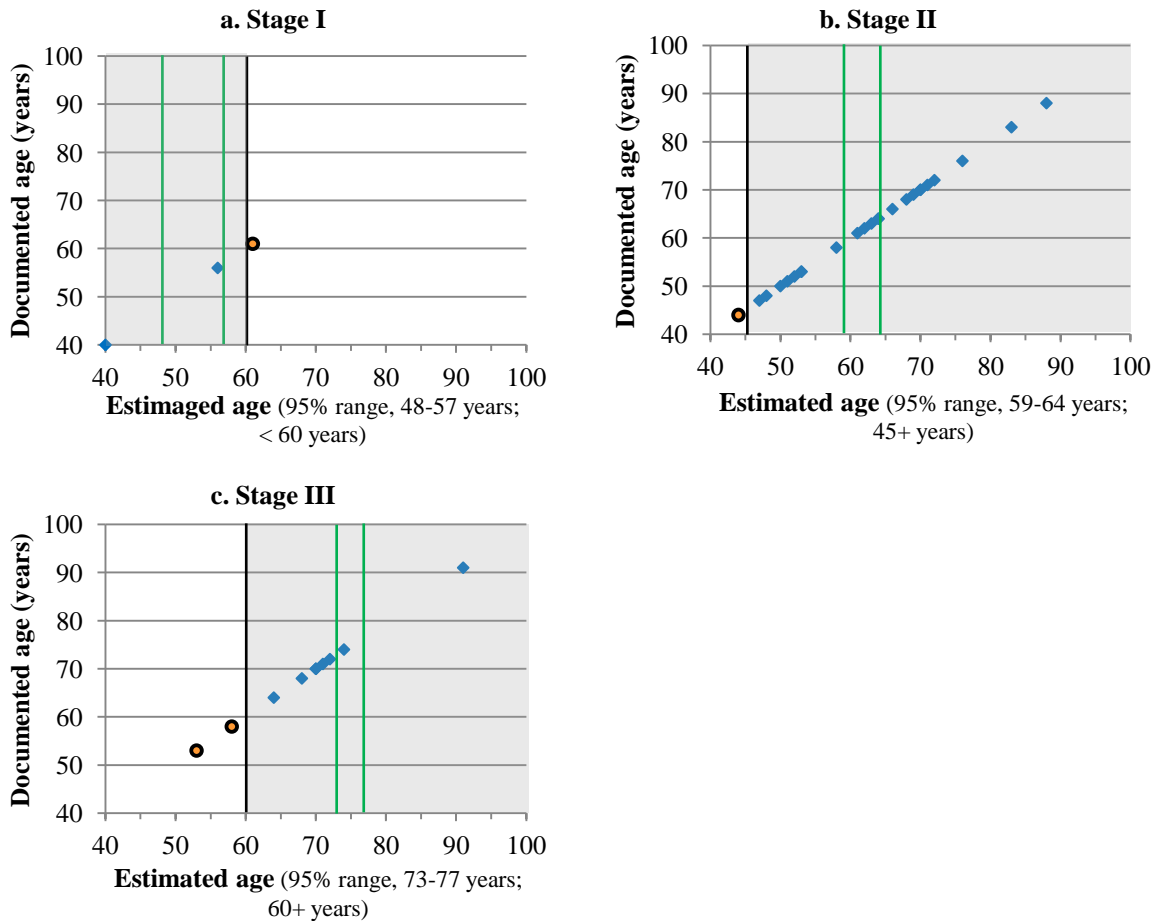 a. Stage I
Documented age (years)
100
90
80
70
60
50
40
40 50 60 70 80 90 100
Estimaged age (95% range, 48-57 years;
< 60 years)
b. Stage II
Documented age (years)
100
90
80
70
60
50
40
40 50 60 70 80 90 100
Estimated age (95% range, 59-64 years;
45+ years)
c. Stage III
Documented age (years)
100
90
80
70
60
50
40
40 50 60 70 80 90 100
Estimated age (95% range, 73-77 years;
60+ years)